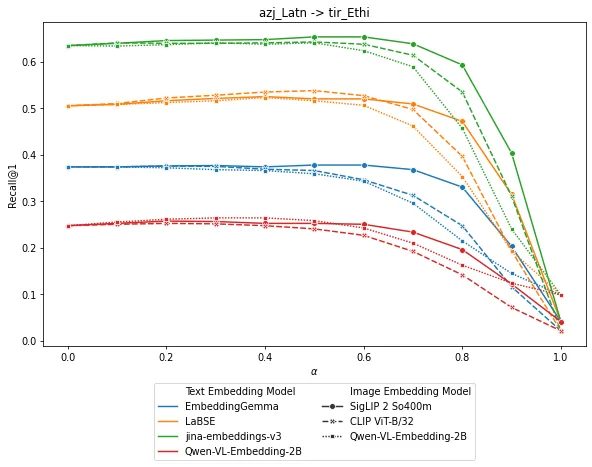 azj_Latn -> tir_Ethi
Recall@1
0.6
0.5
0.4
0.3
0.2
0.1
0.0
0.0 0.2 0.4 0.6 0.8 1.0
α
Text Embedding Model Image Embedding Model
EmbeddingGemma SigLIP 2 So400m
LaBSE CLIP ViT-B/32
jina-embeddings-v3 Qwen-VL-Embedding-2B
Qwen-VL-Embedding-2B